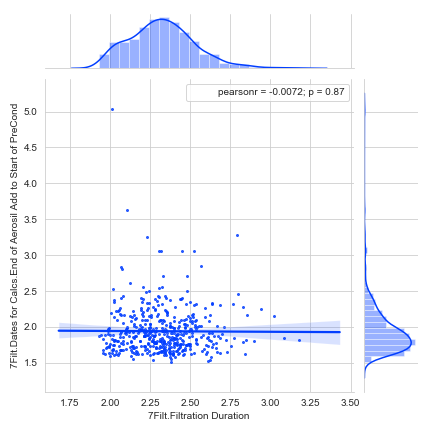 pearsonr = -0.0072; p = 0.87
5.0
4.5
4.0
3.5
3.0
2.5
2.0
1.5
7Filt.Dates for Calcs.End of Aerosil Add to Start of PreCond
1.75 2.00 2.25 2.50 2.75 3.00 3.25 3.50
7Filt.Filtration Duration